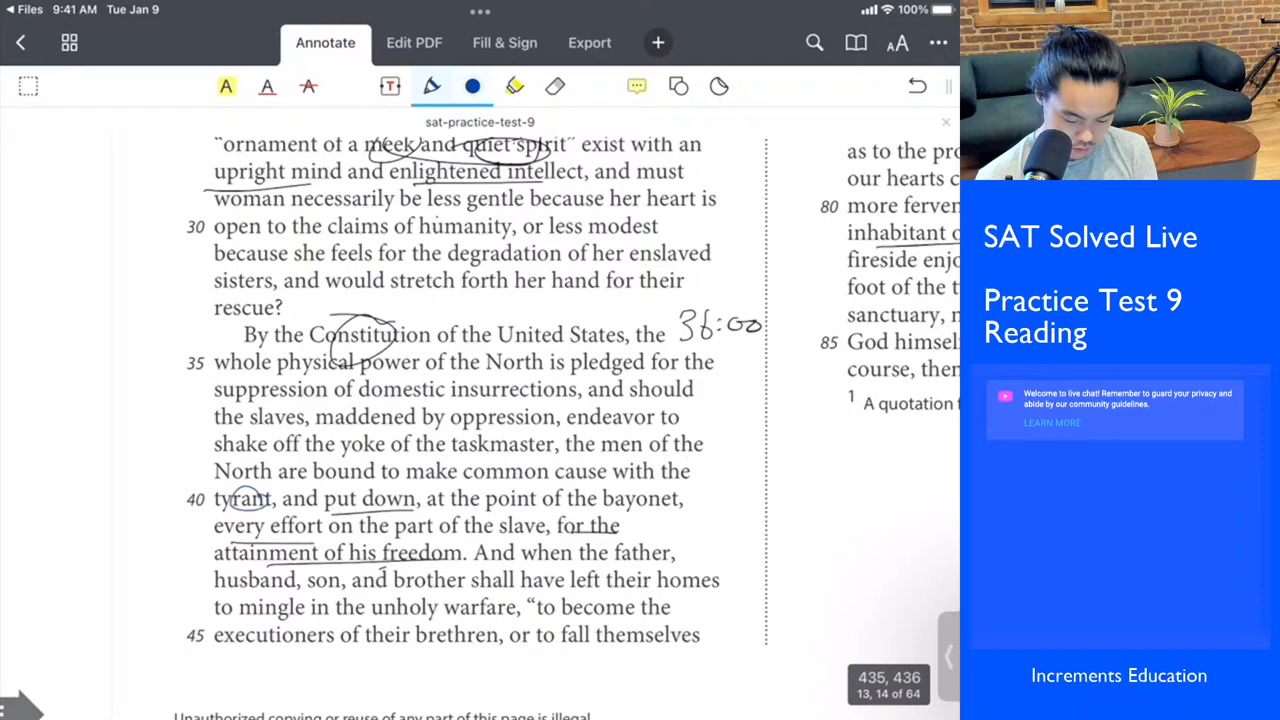 Files 9:41 AM Tue Jan 9 100%
Annotate Edit PDF Fill & Sign Export
sat-practice-test-9
"ornament of a meek and quiet spirit" exist with an
upright mind and enlightened intellect, and must
woman necessarily be less gentle because her heart is
30 open to the claims of humanity, or less modest
because she feels for the degradation of her enslaved
sisters, and would stretch forth her hand for their
rescue?
By the Constitution of the United States, the 36:00
35 whole physical power of the North is pledged for the
suppression of domestic insurrections, and should
the slaves, maddened by oppression, endeavor to
shake off the yoke of the taskmaster, the men of the
North are bound to make common cause with the
40 tyrant, and put down, at the point of the bayonet,
every effort on the part of the slave, for the
attainment of his freedom. And when the father,
husband, son, and brother shall have left their homes
to mingle in the unholy warfare, "to become the
45 executioners of their brethren, or to fall themselves
Unauthorized copying or reuse of any part of this page is illegal
as to the pro
our hearts c
80 more ferven
inhabitant o
fireside enjo
foot of the t
sanctuary, n
85 God himsel
course, then
1 A quotation f
435, 436
13, 14 of 64
SAT Solved Live
Practice Test 9
Reading
Welcome to live chat! Remember to guard your privacy and
abide by our community guidelines.
LEARN MORE
Increments Education